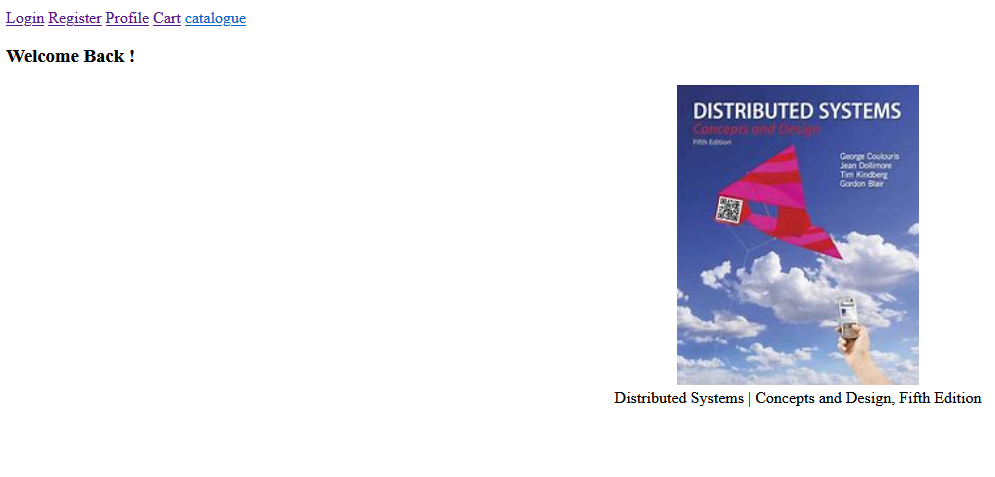 Login Register Profile Cart catalogue
Welcome Back !
DISTRIBUTED SYSTEMS
Concepts and Design
Fifth Edition
George Coulouris
Jean Dollimore
Tim Kindberg
Gordon Blair
Distributed Systems | Concepts and Design, Fifth Edition